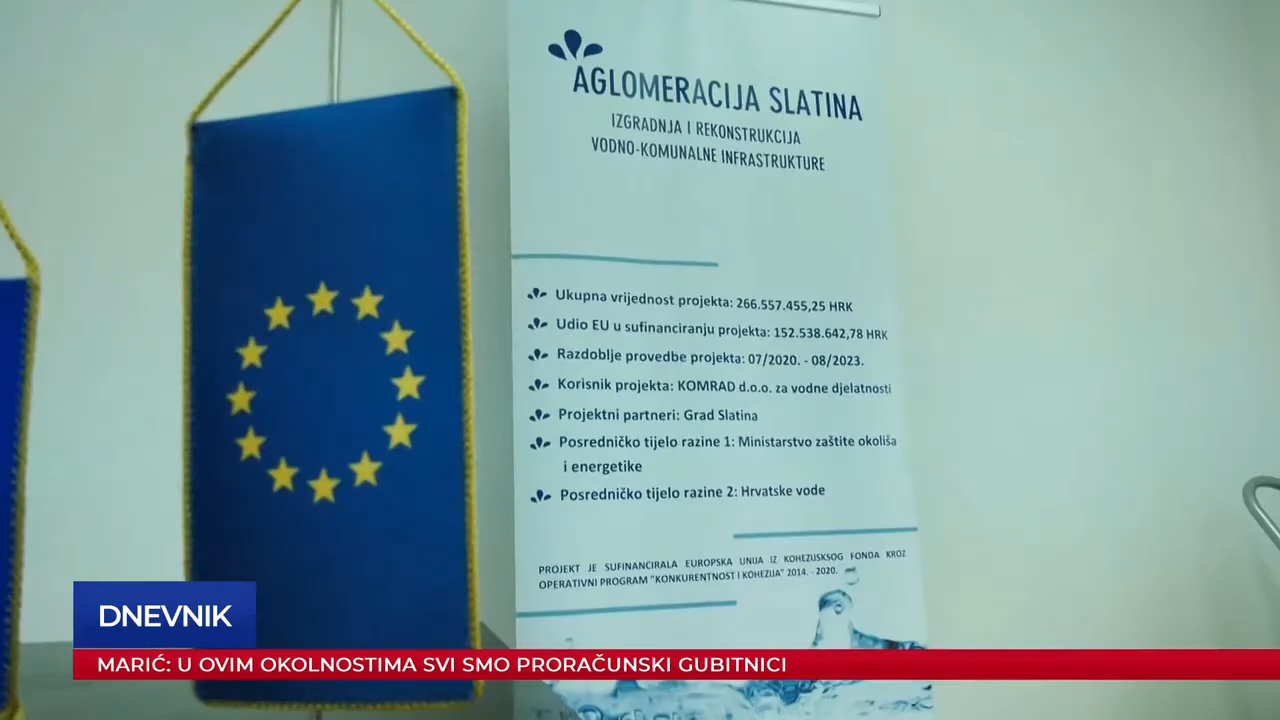 AGLOMERACIJA SLATINA
IZGRADNJA I REKONSTRUKCIJA
VODNO-KOMUNALNE INFRASTRUKTURE
Ukupna vrijednost projekta: 266.557.455,25 HRK
Udio EU u sufinanciranju projekta: 152.538.642,78 HRK
Razdoblje provedbe projekta: 07/2020. - 08/2023.
Korisnik projekta: KOMRAD d.o.o. za vodne djelatnosti
Projektni partneri: Grad Slatina
Posredničko tijelo razine 1: Ministarstvo zaštite okoliša
i energetike
Posredničko tijelo razine 2: Hrvatske vode
PROJEKT JE SUFINANCIRALA EUROPSKA UNIJA IZ KOHEZIJSKSOG FONDA KROZ
OPERATIVNI PROGRAM "KONKURENTNOST I KOHEZIJA" 2014. - 2020.
DNEVNIK
MARIĆ: U OVIM OKOLNOSTIMA SVI SMO PRORAČUNSKI GUBITNICI